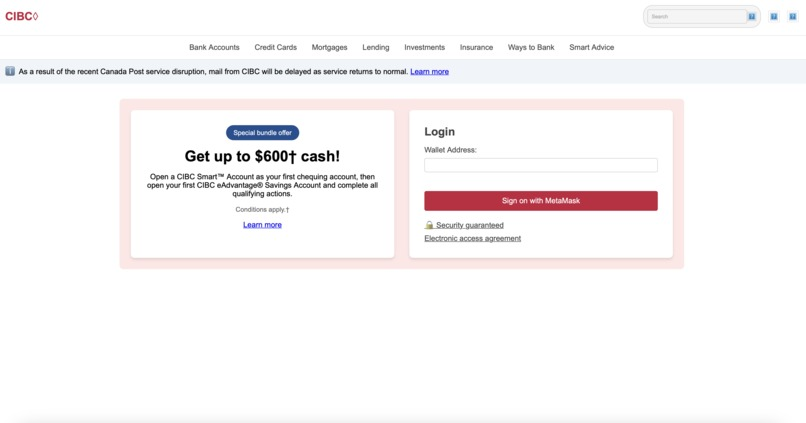 CIBC◊
Search
Bank Accounts Credit Cards Mortgages Lending Investments Insurance Ways to Bank Smart Advice
As a result of the recent Canada Post service disruption, mail from CIBC will be delayed as service returns to normal. Learn more
Special bundle offer
Get up to $600† cash!
Open a CIBC Smart™ Account as your first chequing account, then
open your first CIBC eAdvantage® Savings Account and complete all
qualifying actions.
Conditions apply.†
Learn more
Login
Wallet Address:
Sign on with MetaMask
🔒 Security guaranteed
Electronic access agreement